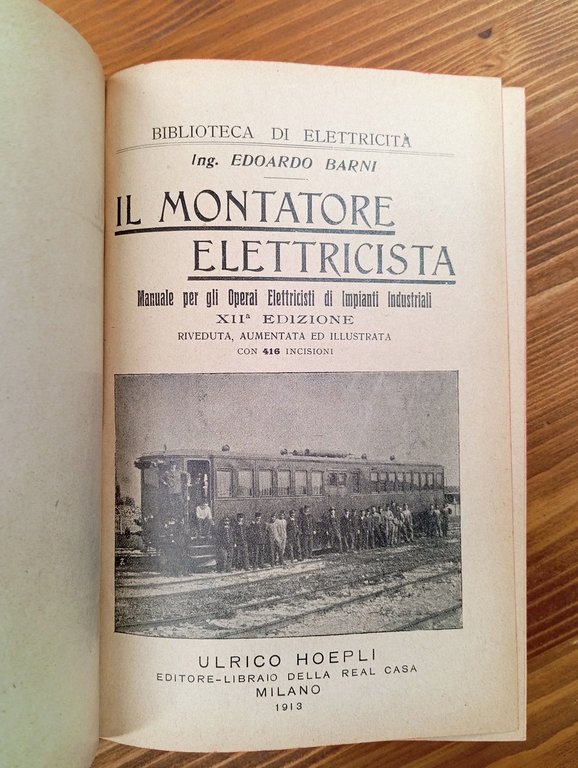 BIBLIOTECA DI ELETTRICITÀ
Ing. EDOARDO BARNI
IL MONTATORE
ELETTRICISTA
Manuale per gli Operai Elettricisti di Impianti Industriali
XIIª EDIZIONE
RIVEDUTA, AUMENTATA ED ILLUSTRATA
CON 416 INCISIONI
ULRICO HOEPLI
EDITORE-LIBRAIO DELLA REAL CASA
MILANO
1913